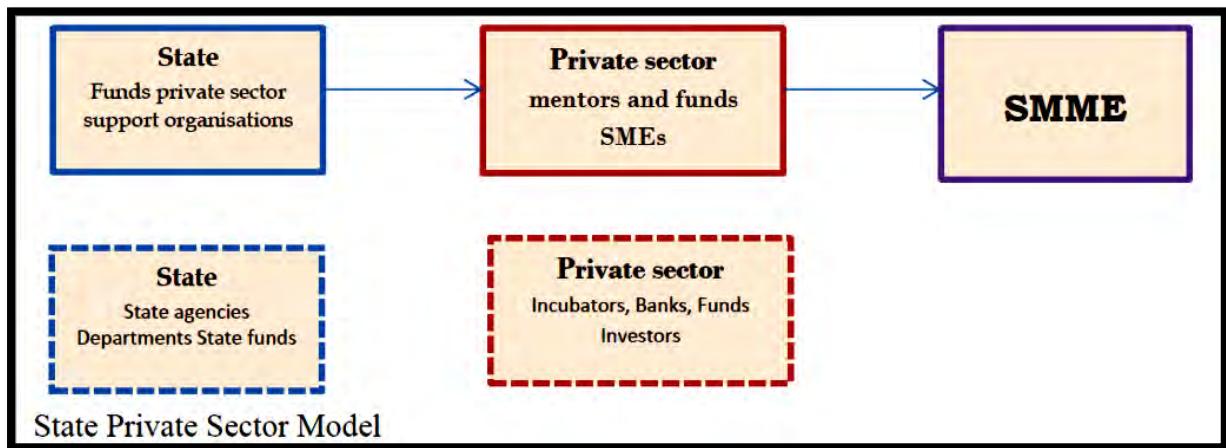 State
Funds private sector
support organisations
Private sector
mentors and funds
SMEs
SMME
State
State agencies
Departments State funds
Private sector
Incubators, Banks, Funds
Investors
State Private Sector Model